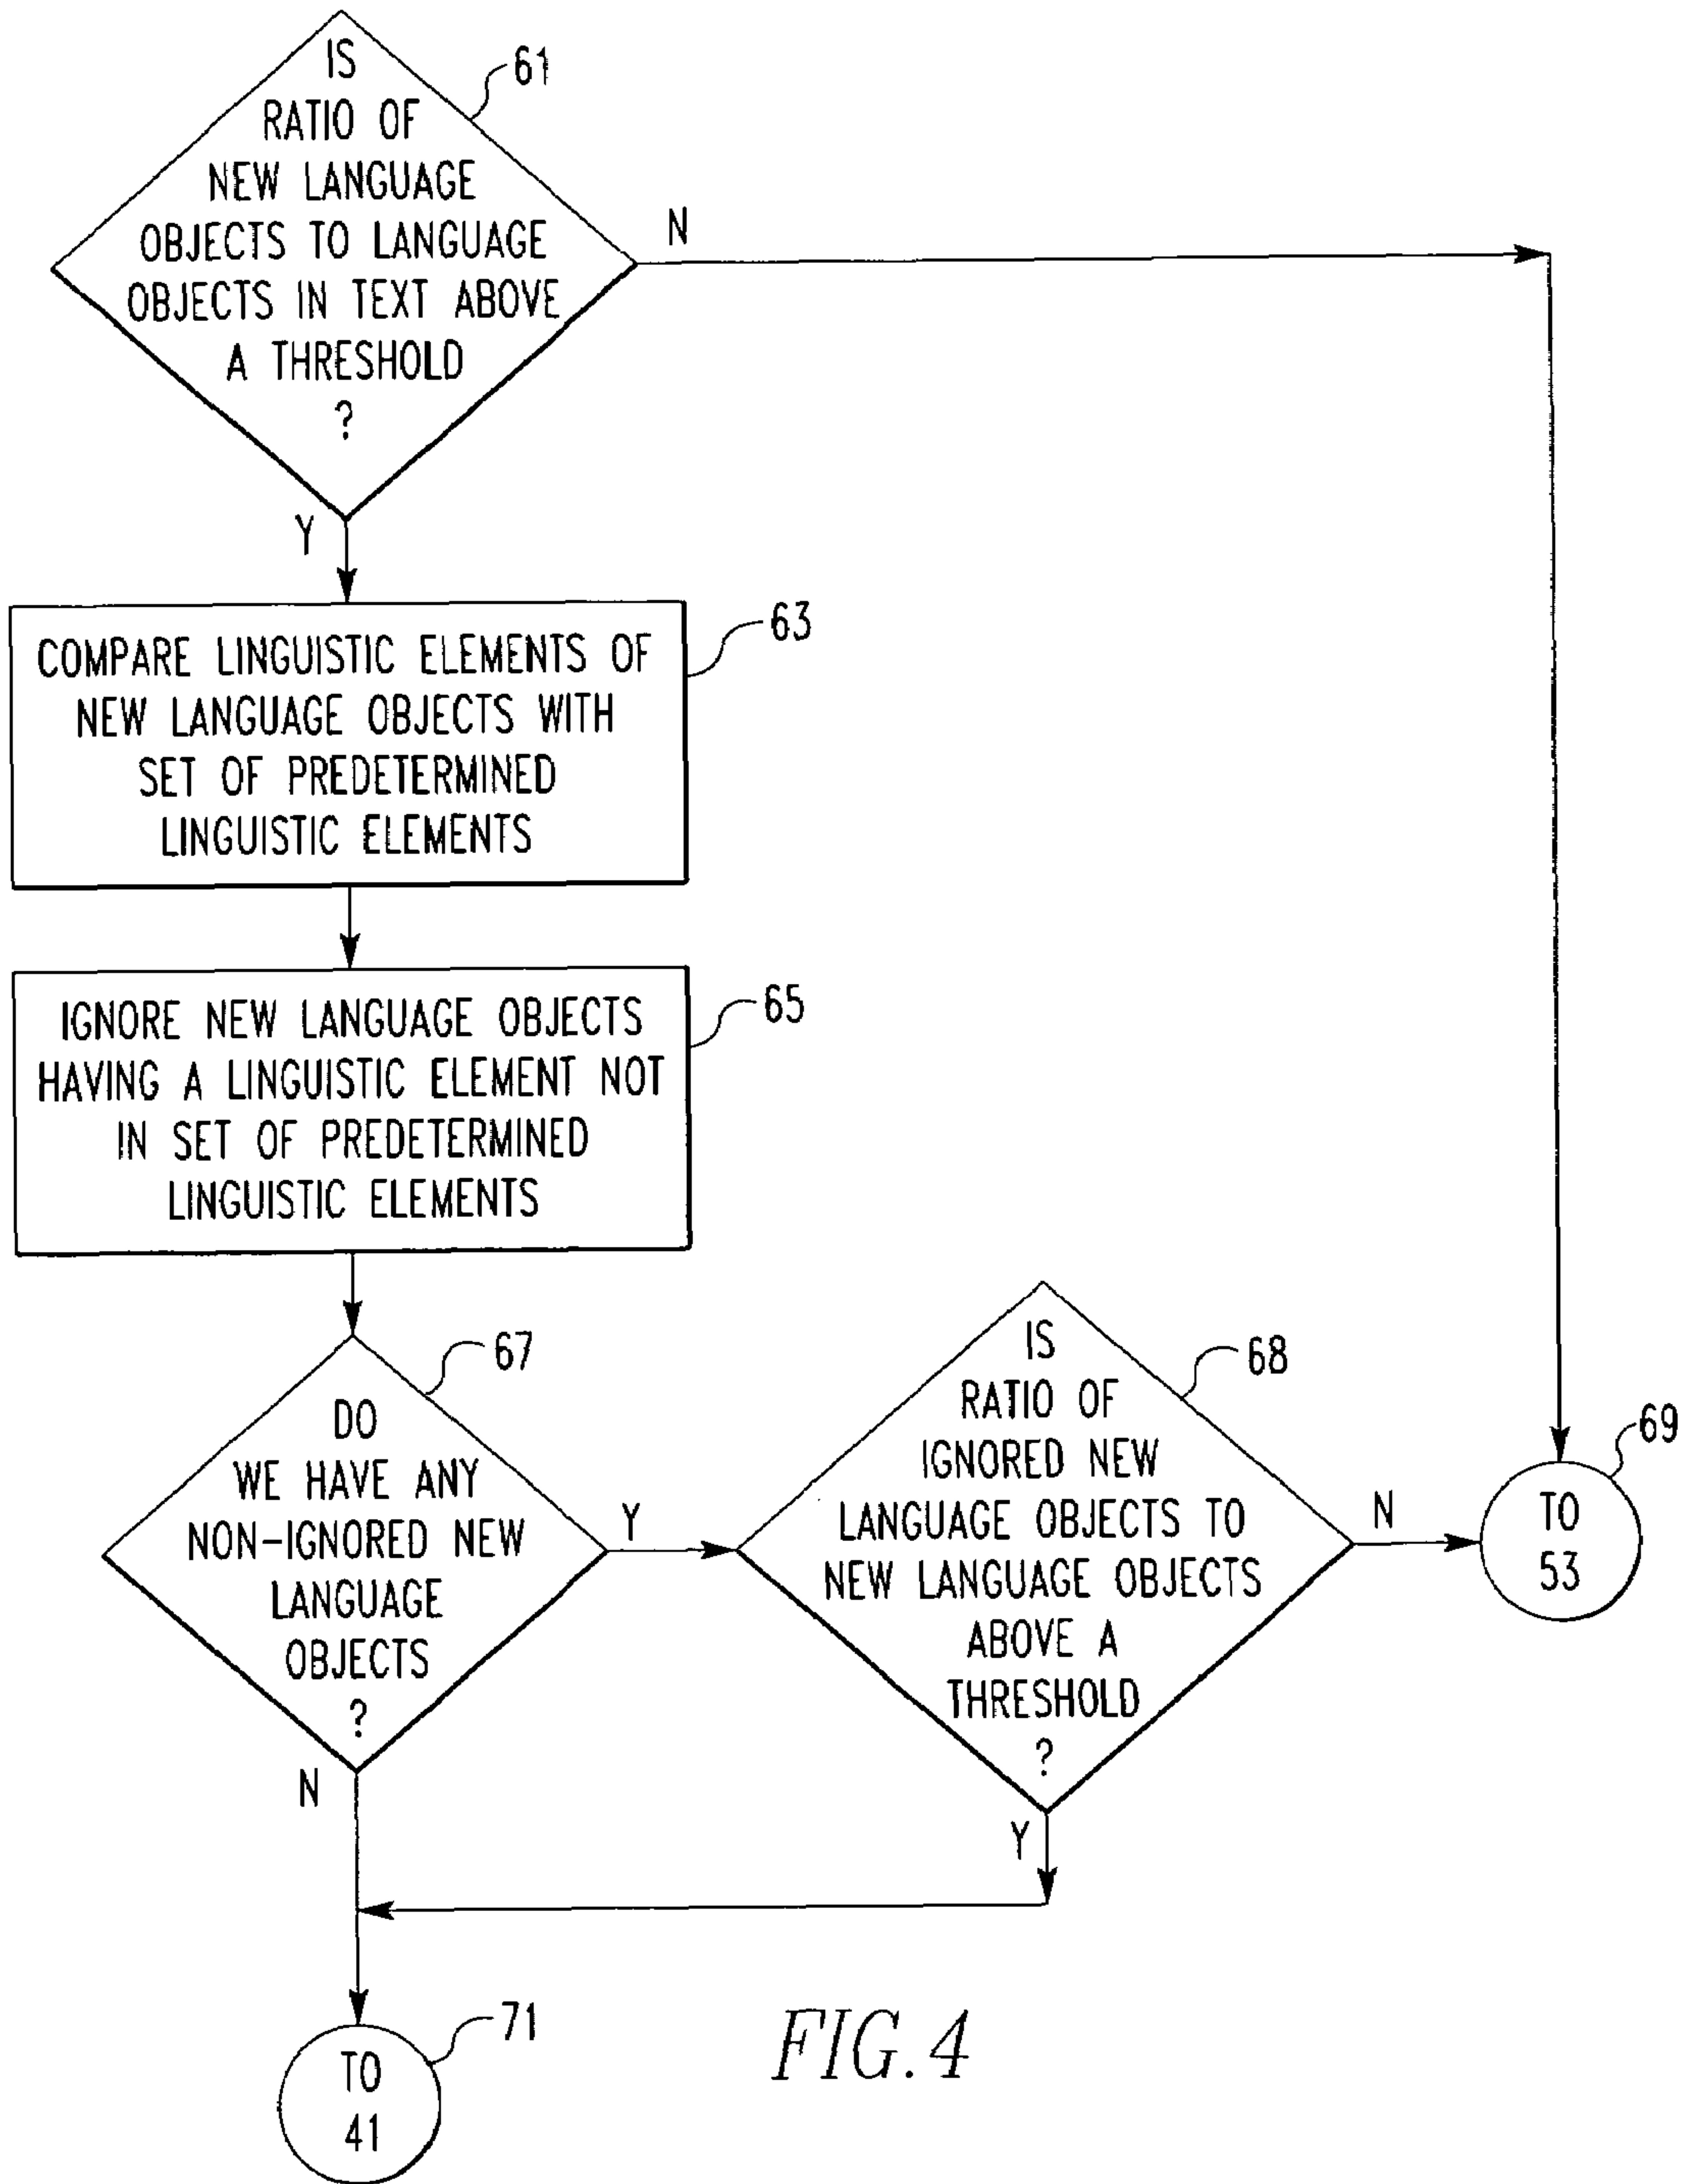 IS
RATIO OF
NEW LANGUAGE
OBJECTS TO LANGUAGE
OBJECTS IN TEXT ABOVE
A THRESHOLD
?
61
N
Y
COMPARE LINGUISTIC ELEMENTS OF
NEW LANGUAGE OBJECTS WITH
SET OF PREDETERMINED
LINGUISTIC ELEMENTS
63
IGNORE NEW LANGUAGE OBJECTS
HAVING A LINGUISTIC ELEMENT NOT
IN SET OF PREDETERMINED
LINGUISTIC ELEMENTS
65
DO
WE HAVE ANY
NON-IGNORED NEW
LANGUAGE
OBJECTS
?
67
Y
N
IS
RATIO OF
IGNORED NEW
LANGUAGE OBJECTS TO
NEW LANGUAGE OBJECTS
ABOVE A
THRESHOLD
?
68
N
Y
TO
53
69
TO
41
71
FIG. 4